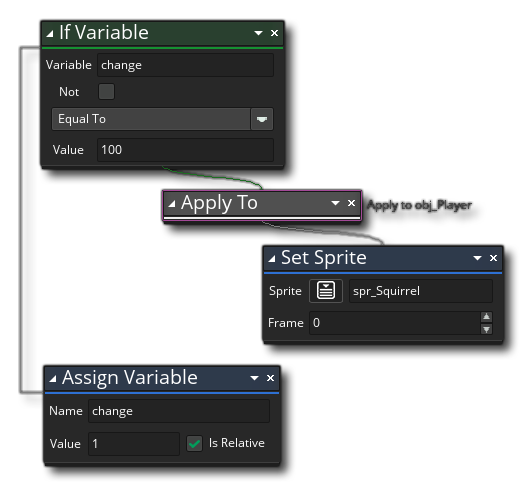 If Variable
Variable change
Not
Equal To
Value 100
Apply To
Apply to obj_Player
Set Sprite
Sprite spr_Squirrel
Frame 0
Assign Variable
Name change
Value 1 Is Relative